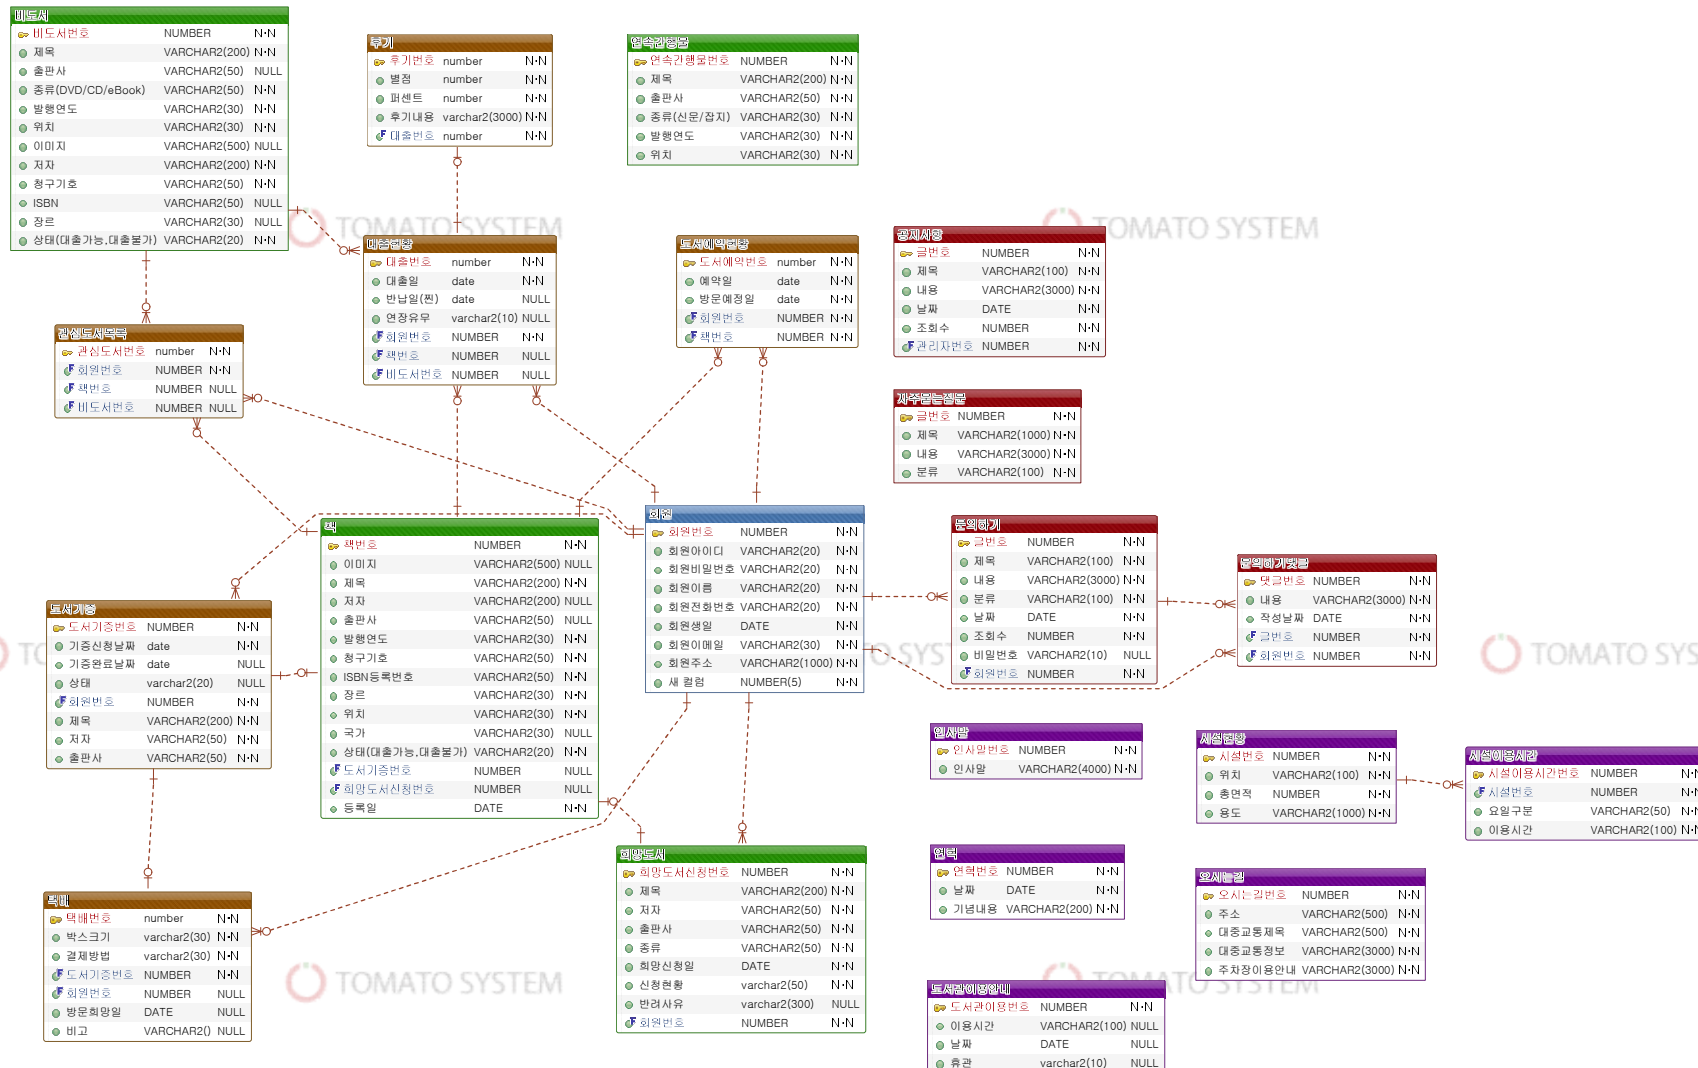 비도서
비도서번호 NUMBER N·N
제목 VARCHAR2(200) N·N
출판사 VARCHAR2(50) NULL
종류(DVD/CD/eBook) VARCHAR2(50) N·N
발행연도 VARCHAR2(30) N·N
위치 VARCHAR2(30) N·N
이미지 VARCHAR2(500) NULL
저자 VARCHAR2(200) N·N
청구기호 VARCHAR2(50) N·N
ISBN VARCHAR2(50) NULL
장르 VARCHAR2(30) NULL
상태(대출가능,대출불가) VARCHAR2(20) N·N
후기
후기번호 number N·N
별점 number N·N
퍼센트 number N·N
후기내용 varchar2(3000) N·N
대출번호 number N·N
연속간행물
연속간행물번호 NUMBER N·N
제목 VARCHAR2(200) N·N
출판사 VARCHAR2(50) N·N
종류(신문/잡지) VARCHAR2(30) N·N
발행연도 VARCHAR2(30) N·N
위치 VARCHAR2(30) N·N
TOMATO SYSTEM
TOMATO SYSTEM
대출현황
대출번호 number N·N
대출일 date N·N
반납일(찐) date NULL
연장유무 varchar2(10) NULL
회원번호 NUMBER N·N
책번호 NUMBER NULL
비도서번호 NUMBER NULL
도서예약현황
도서예약번호 number N·N
예약일 date N·N
방문예정일 date N·N
회원번호 NUMBER N·N
책번호 NUMBER N·N
공지사항
글번호 NUMBER N·N
제목 VARCHAR2(100) N·N
내용 VARCHAR2(3000) N·N
날짜 DATE N·N
조회수 NUMBER N·N
관리자번호 NUMBER N·N
관심도서목록
관심도서번호 number N·N
회원번호 NUMBER N·N
책번호 NUMBER NULL
비도서번호 NUMBER NULL
자주묻는질문
글번호 NUMBER N·N
제목 VARCHAR2(1000) N·N
내용 VARCHAR2(3000) N·N
분류 VARCHAR2(100) N·N
책
책번호 NUMBER N·N
이미지 VARCHAR2(500) NULL
제목 VARCHAR2(200) N·N
저자 VARCHAR2(200) NULL
출판사 VARCHAR2(50) NULL
발행연도 VARCHAR2(30) N·N
청구기호 VARCHAR2(50) N·N
ISBN등록번호 VARCHAR2(50) N·N
장르 VARCHAR2(30) N·N
위치 VARCHAR2(30) N·N
국가 VARCHAR2(30) NULL
상태(대출가능,대출불가) VARCHAR2(20) N·N
도서기증번호 NUMBER NULL
희망도서신청번호 NUMBER NULL
등록일 DATE N·N
회원
회원번호 NUMBER N·N
회원아이디 VARCHAR2(20) N·N
회원비밀번호 VARCHAR2(20) N·N
회원이름 VARCHAR2(20) N·N
회원전화번호 VARCHAR2(20) N·N
회원생일 DATE N·N
회원이메일 VARCHAR2(30) N·N
회원주소 VARCHAR2(1000) N·N
새 컬럼 NUMBER(5) N·N
문의하기
글번호 NUMBER N·N
제목 VARCHAR2(100) N·N
내용 VARCHAR2(3000) N·N
분류 VARCHAR2(100) N·N
날짜 DATE N·N
조회수 NUMBER N·N
비밀번호 VARCHAR2(10) NULL
회원번호 NUMBER N·N
문의하기댓글
댓글번호 NUMBER N·N
내용 VARCHAR2(3000) N·N
작성날짜 DATE N·N
글번호 NUMBER N·N
회원번호 NUMBER N·N
TO
O SYS
TOMATO SYS
도서기증
도서기증번호 NUMBER N·N
기증신청날짜 date N·N
기증완료날짜 date NULL
상태 varchar2(20) NULL
회원번호 NUMBER N·N
제목 VARCHAR2(200) N·N
저자 VARCHAR2(50) N·N
출판사 VARCHAR2(50) N·N
인사말
인사말번호 NUMBER N·N
인사말 VARCHAR2(4000) N·N
시설현황
시설번호 NUMBER N·N
위치 VARCHAR2(100) N·N
총면적 NUMBER N·N
용도 VARCHAR2(1000) N·N
시설이용시간
시설이용시간번호 NUMBER N·N
시설번호 NUMBER N·N
요일구분 VARCHAR2(50) N·N
이용시간 VARCHAR2(100) N·N
희망도서
희망도서신청번호 NUMBER N·N
제목 VARCHAR2(200) N·N
저자 VARCHAR2(50) N·N
출판사 VARCHAR2(50) N·N
종류 VARCHAR2(50) N·N
희망신청일 DATE N·N
신청현황 varchar2(50) N·N
반려사유 varchar2(300) NULL
회원번호 NUMBER N·N
연혁
연혁번호 NUMBER N·N
날짜 DATE N·N
기념내용 VARCHAR2(200) N·N
오시는길
오시는길번호 NUMBER N·N
주소 VARCHAR2(500) N·N
대중교통제목 VARCHAR2(500) N·N
대중교통정보 VARCHAR2(3000) N·N
주차장이용안내 VARCHAR2(3000) N·N
택배
택배번호 number N·N
박스크기 varchar2(30) N·N
결제방법 varchar2(30) N·N
도서기증번호 NUMBER N·N
회원번호 NUMBER NULL
방문희망일 DATE NULL
비고 VARCHAR2() NULL
TOMATO SYSTEM
TOMATO SYSTEM
도서관이용안내
도서관이용번호 NUMBER N·N
이용시간 VARCHAR2(100) NULL
날짜 DATE NULL
휴관 varchar2(10) NULL